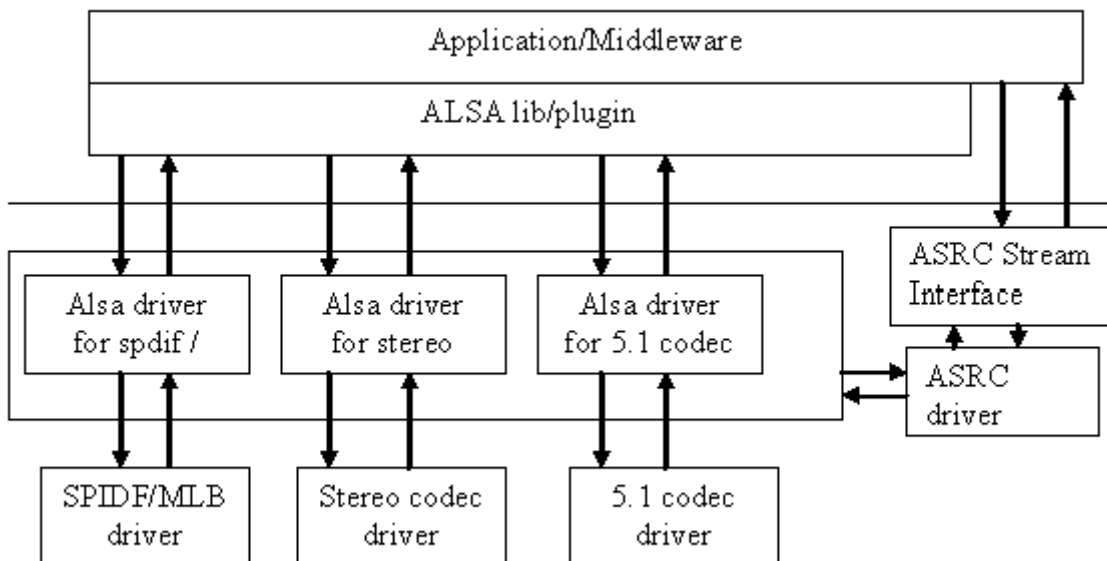 Application/Middleware
ALSA lib/plugin
ASRC Stream
Interface
Alsa driver
for spdif /
Alsa driver
for stereo
Alsa driver
for 5.1 codec
ASRC
driver
SPIDF/MLB
driver
Stereo codec
driver
5.1 codec
driver